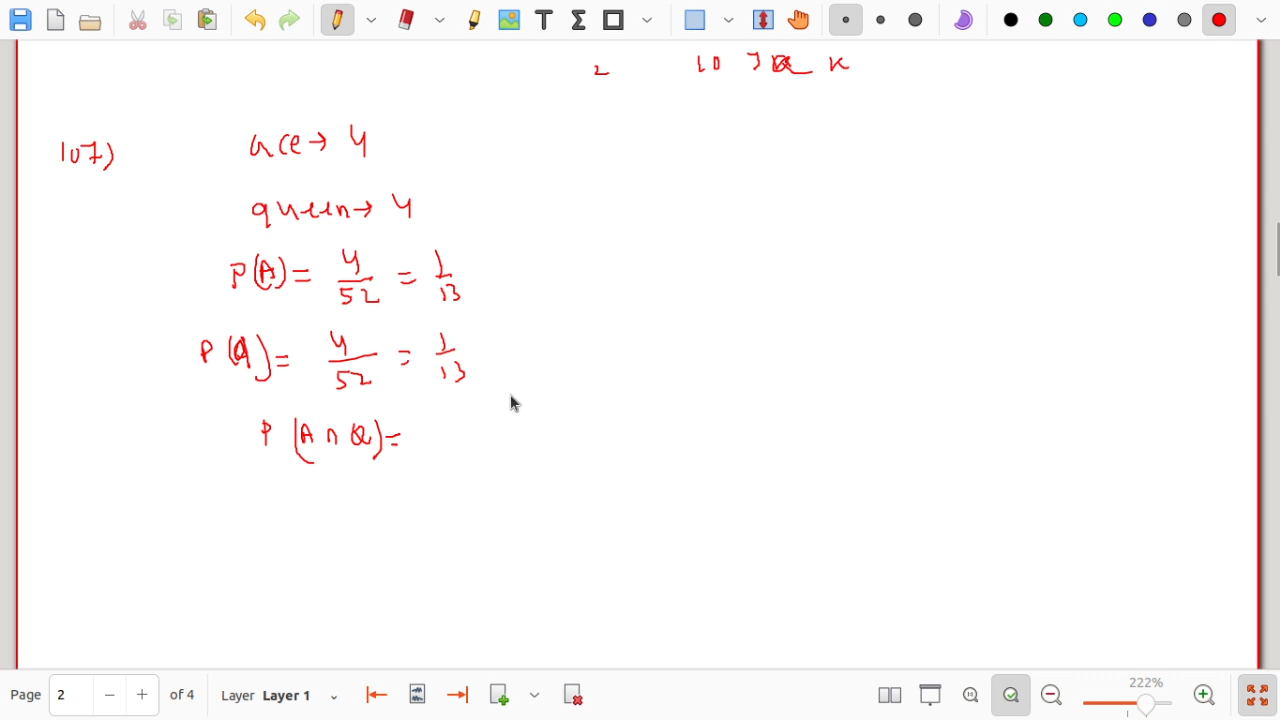 2 10 J Q K
107) ace → 4
queen → 4
P(A) = 4/52 = 1/13
P(Q) = 4/52 = 1/13
P(A ∩ Q) =
Page 2 of 4 Layer Layer 1 222%